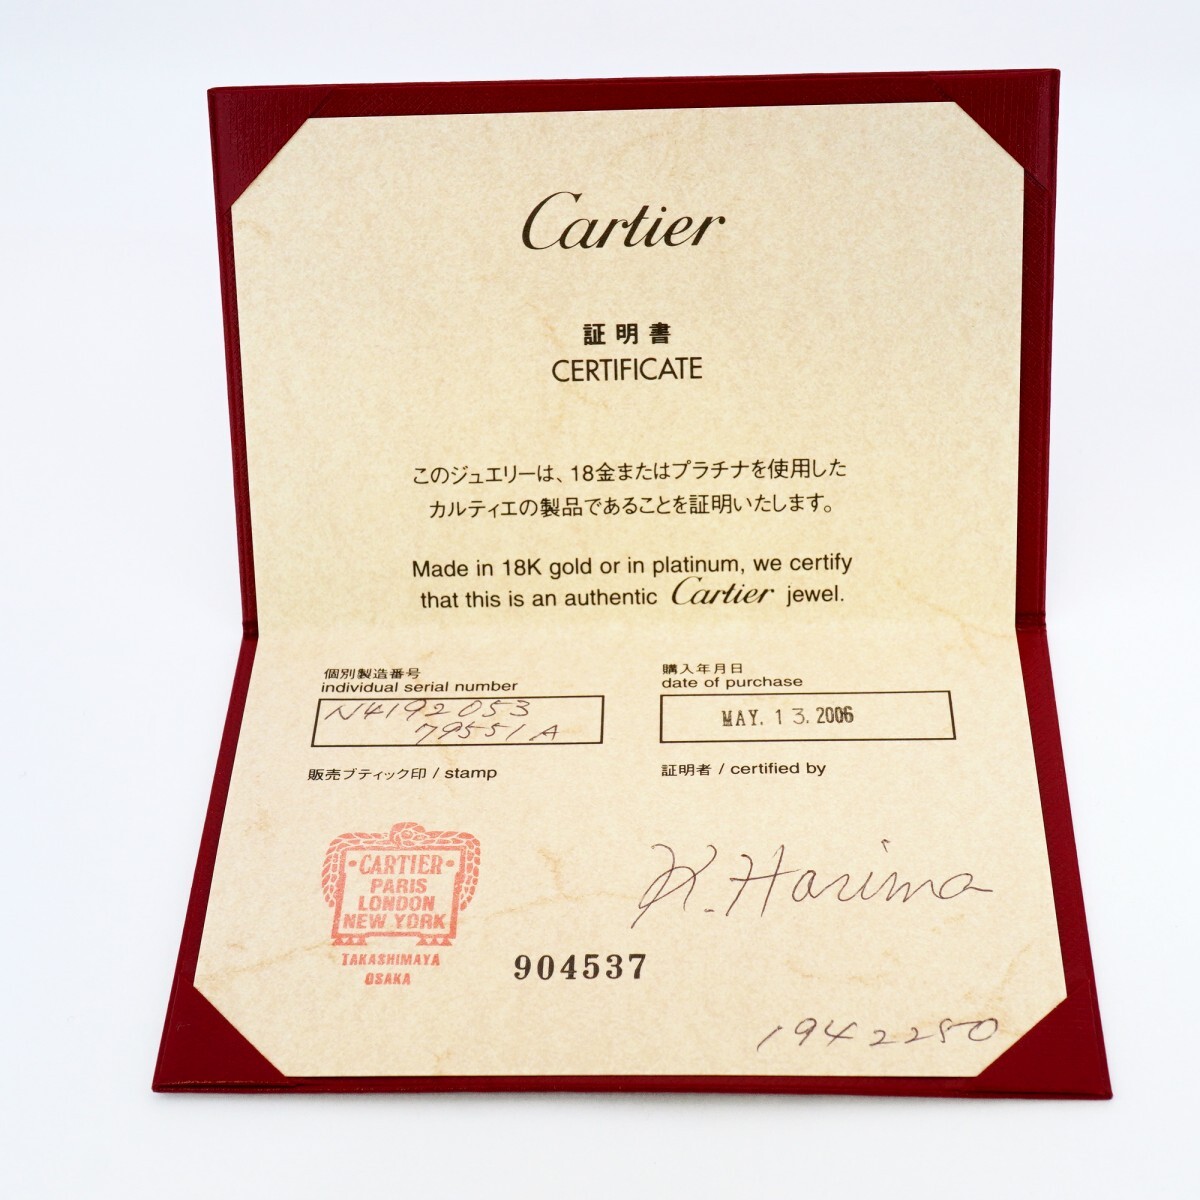 Cartier
証明書
CERTIFICATE
このジュエリーは、18金またはプラチナを使用した
カルティエの製品であることを証明いたします。
Made in 18K gold or in platinum, we certify
that this is an authentic Cartier jewel.
個別製造番号
individual serial number
N4192053
79551A
購入年月日
date of purchase
MAY. 13. 2006
販売ブティック印 / stamp
証明者 / certified by
·CARTIER·
PARIS
LONDON
NEW YORK
TAKASHIMAYA
OSAKA
K. Harima
904537
1942250